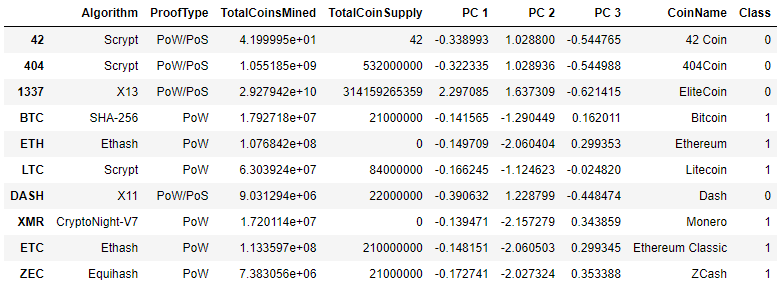 Algorithm ProofType TotalCoinsMined TotalCoinSupply PC 1 PC 2 PC 3 CoinName Class
42 Scrypt PoW/PoS 4.199995e+01 42 -0.338993 1.028800 -0.544765 42 Coin 0
404 Scrypt PoW/PoS 1.055185e+09 532000000 -0.322335 1.028936 -0.544988 404Coin 0
1337 X13 PoW/PoS 2.927942e+10 314159265359 2.297085 1.637309 -0.621415 EliteCoin 0
BTC SHA-256 PoW 1.792718e+07 21000000 -0.141565 -1.290449 0.162011 Bitcoin 1
ETH Ethash PoW 1.076842e+08 0 -0.149709 -2.060404 0.299353 Ethereum 1
LTC Scrypt PoW 6.303924e+07 84000000 -0.166245 -1.124623 -0.024820 Litecoin 1
DASH X11 PoW/PoS 9.031294e+06 22000000 -0.390632 1.228799 -0.448474 Dash 0
XMR CryptoNight-V7 PoW 1.720114e+07 0 -0.139471 -2.157279 0.343859 Monero 1
ETC Ethash PoW 1.133597e+08 210000000 -0.148151 -2.060503 0.299345 Ethereum Classic 1
ZEC Equihash PoW 7.383056e+06 21000000 -0.172741 -2.027324 0.353388 ZCash 1